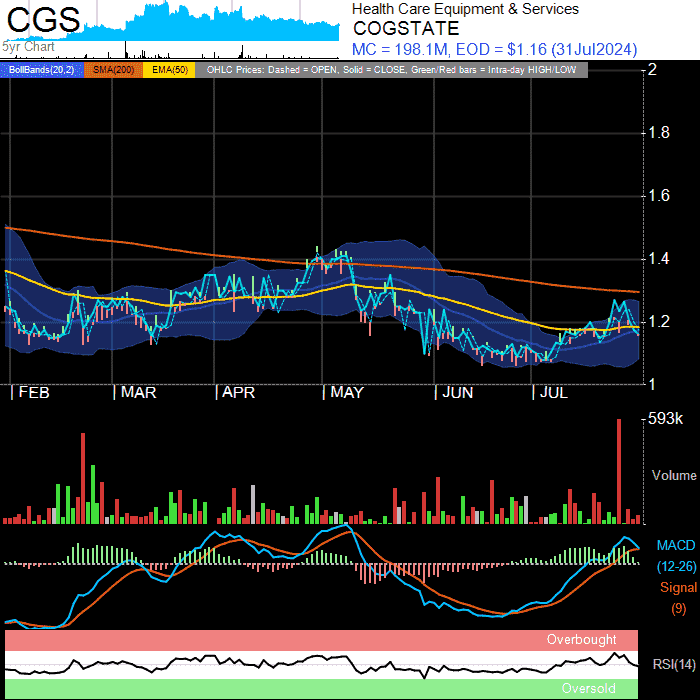 CGS
Health Care Equipment & Services
COGSTATE
5yr Chart
MC = 198.1M, EOD = $1.16 (31Jul2024)
BollBands(20,2) SMA(200) EMA(50) OHLC Prices: Dashed = OPEN, Solid = CLOSE, Green/Red bars = Intra-day HIGH/LOW
2
1.8
1.6
1.4
1.2
1
FEB MAR APR MAY JUN JUL
593k
Volume
MACD
(12-26)
Signal
(9)
Overbought
RSI(14)
Oversold